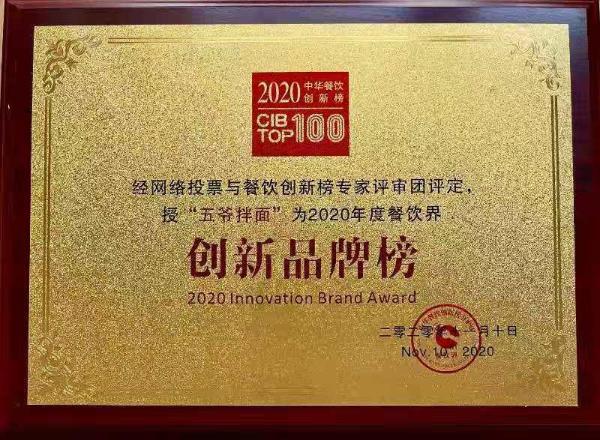 2020 中华餐饮
创新榜
CIB
TOP100
经网络投票与餐饮创新榜专家评审团评定，
授“五爷拌面”为2020年度餐饮界
创新品牌榜
2020 Innovation Brand Award
二零二零年十一月十日
Nov.10, 2020